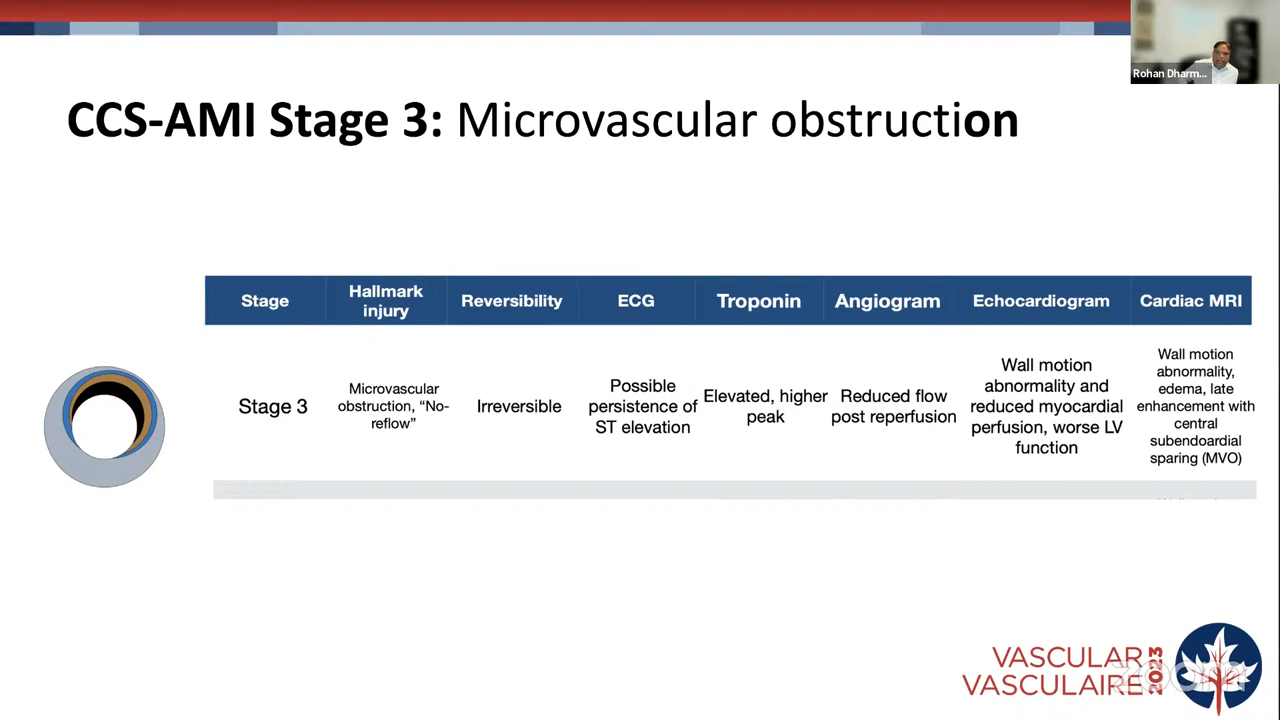 Rohan Dharm...
CCS-AMI Stage 3: Microvascular obstruction
Stage
Hallmark
injury
Reversibility
ECG
Troponin
Angiogram
Echocardiogram
Cardiac MRI
Stage 3
Microvascular
obstruction, “No-
reflow”
Irreversible
Possible
persistence of
ST elevation
Elevated, higher
peak
Reduced flow
post reperfusion
Wall motion
abnormality and
reduced myocardial
perfusion, worse LV
function
Wall motion
abnormality,
edema, late
enhancement with
central
subendoardial
sparing (MVO)
VASCULAR
VASCULAIRE
2023
zoom